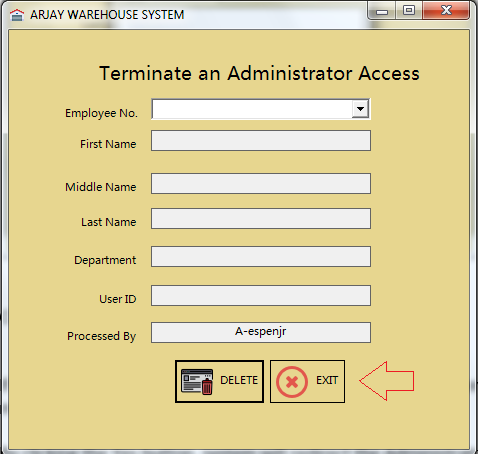 ARJAY WAREHOUSE SYSTEM
Terminate an Administrator Access
Employee No.
First Name
Middle Name
Last Name
Department
User ID
Processed By A-espenjr
DELETE EXIT